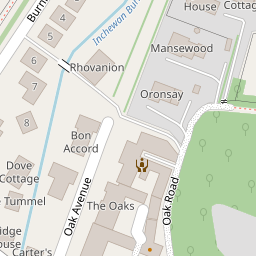 House
Cottag
Burn
4
5
Inchewan Bu
Mansewood
6
Rhovanion
7
Oronsay
8
Bon
Accord
Dove
Cottage
Oak Avenue
Oak Road
Tummel
The Oaks
idge
ouse
Carter's